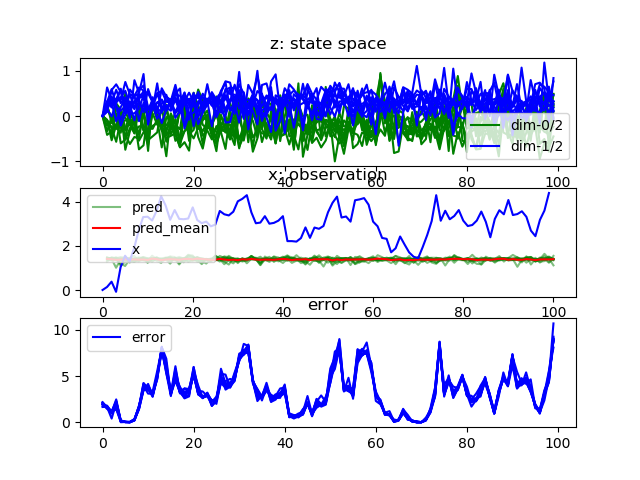 z: state space
1
0
−1
dim-0/2
dim-1/2
0 20 40 60 80 100
x: observation
4
2
0
pred
pred_mean
x
0 20 40 60 80 100
error
10
5
0
error
0 20 40 60 80 100